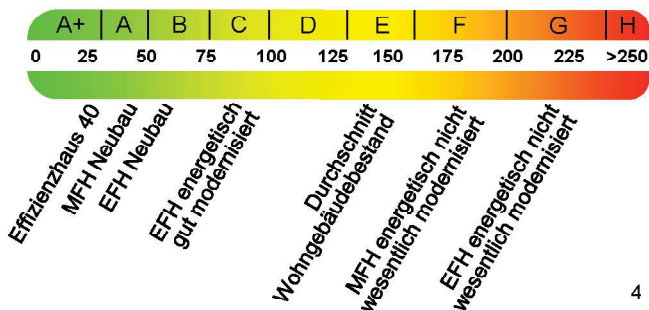 A+ A B C D E F G H
0 25 50 75 100 125 150 175 200 225 >250
Effizienzhaus 40
MFH Neubau
EFH Neubau
EFH energetisch
gut modernisiert
Durchschnitt
Wohngebäudebestand
MFH energetisch nicht
wesentlich modernisiert
EFH energetisch nicht
wesentlich modernisiert
4